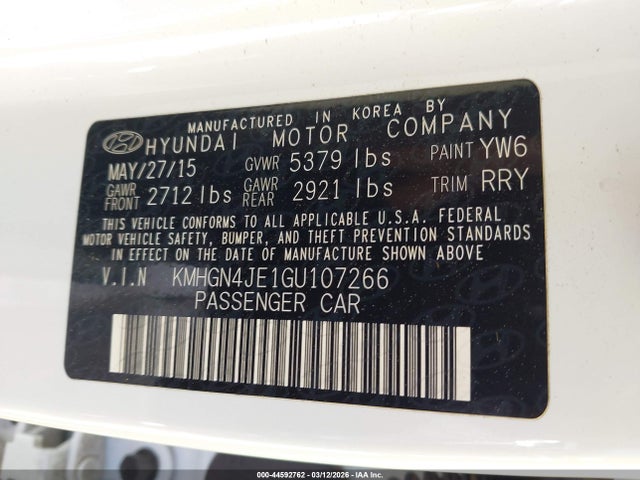 MANUFACTURED IN KOREA BY
HYUNDAI MOTOR COMPANY
MAY/27/15 GVWR 5379 lbs PAINT YW6
GAWR FRONT 2712 lbs GAWR REAR 2921 lbs TRIM RRY
THIS VEHICLE CONFORMS TO ALL APPLICABLE U.S.A. FEDERAL
MOTOR VEHICLE SAFETY, BUMPER, AND THEFT PREVENTION STANDARDS
IN EFFECT ON THE DATE OF MANUFACTURE SHOWN ABOVE
V.I.N KMHGN4JE1GU107266
PASSENGER CAR
000-44592762 | 03/12/2026 | IAA Inc.